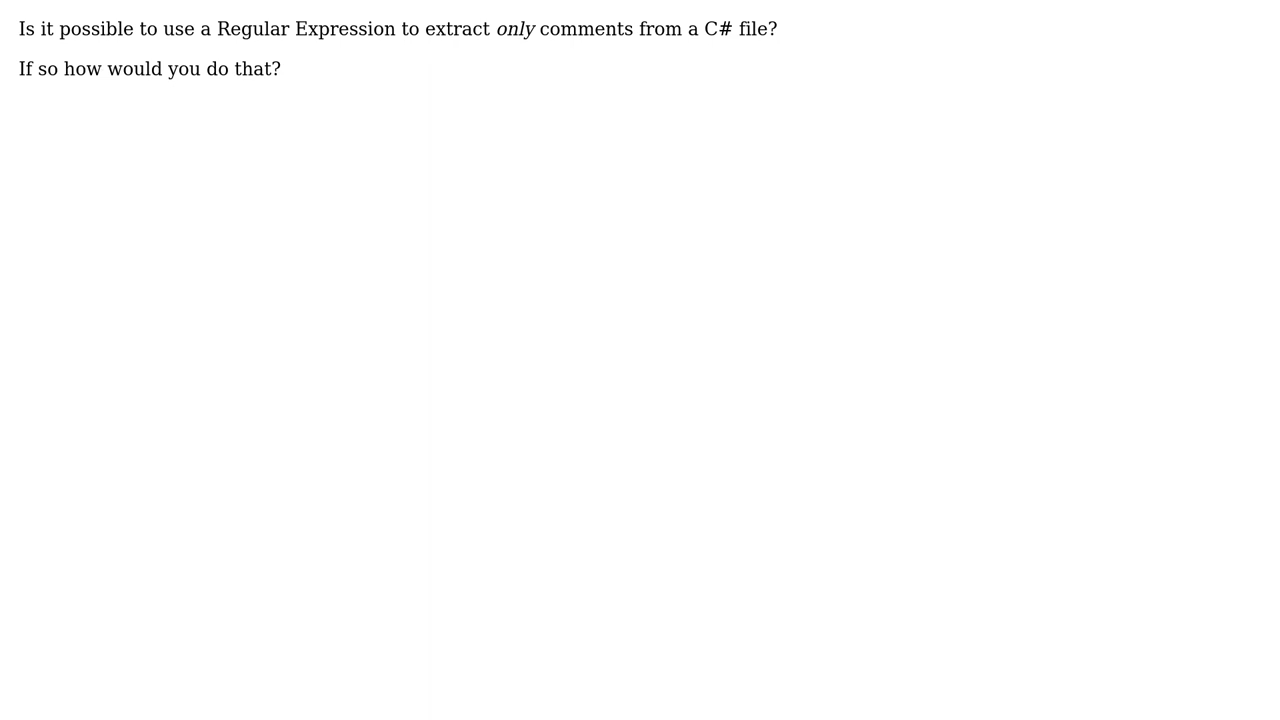 Is it possible to use a Regular Expression to extract only comments from a C# file?
If so how would you do that?